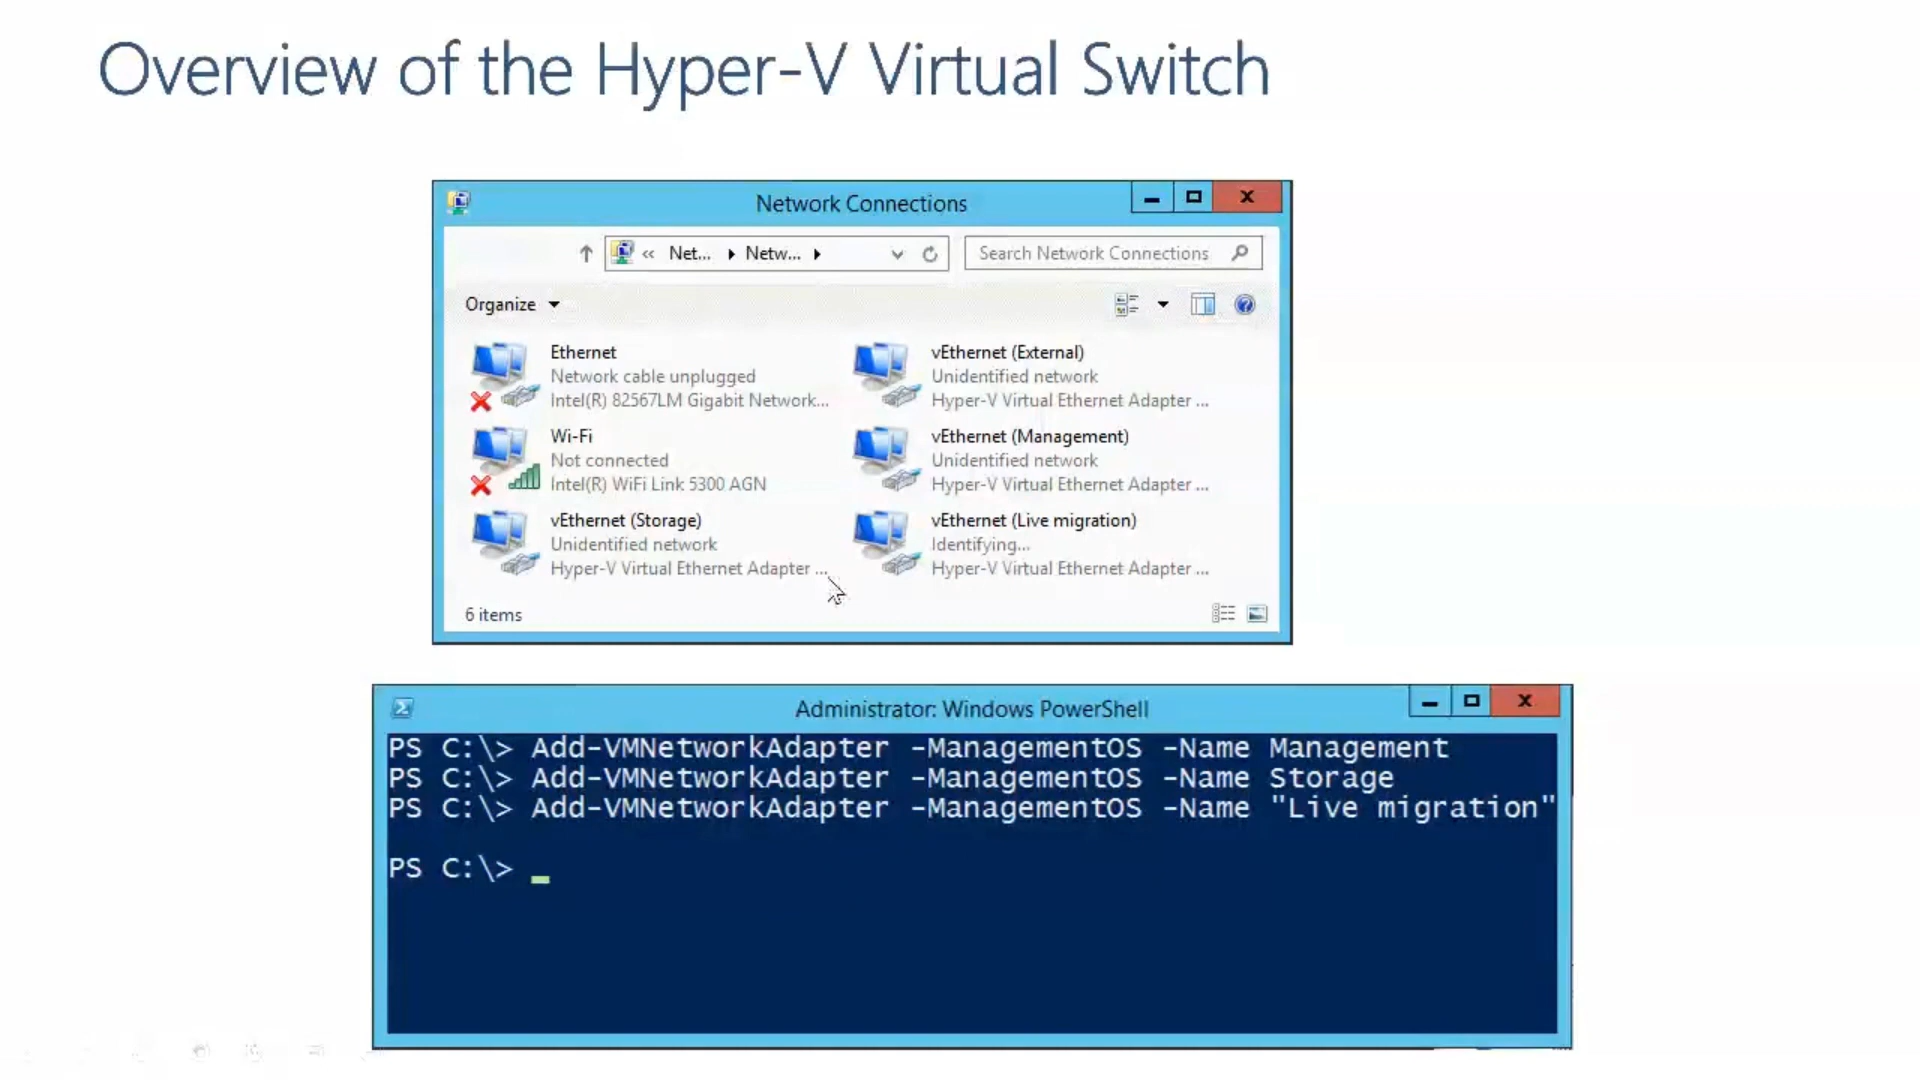 Overview of the Hyper-V Virtual Switch
Network Connections
« Net... Netw...
Search Network Connections
Organize
Ethernet
Network cable unplugged
Intel(R) 82567LM Gigabit Network...
Wi-Fi
Not connected
Intel(R) WiFi Link 5300 AGN
vEthernet (Storage)
Unidentified network
Hyper-V Virtual Ethernet Adapter ...
vEthernet (External)
Unidentified network
Hyper-V Virtual Ethernet Adapter ...
vEthernet (Management)
Unidentified network
Hyper-V Virtual Ethernet Adapter ...
vEthernet (Live migration)
Identifying...
Hyper-V Virtual Ethernet Adapter ...
6 items
Administrator: Windows PowerShell
PS C:\> Add-VMNetworkAdapter -ManagementOS -Name Management
PS C:\> Add-VMNetworkAdapter -ManagementOS -Name Storage
PS C:\> Add-VMNetworkAdapter -ManagementOS -Name "Live migration"
PS C:\> _